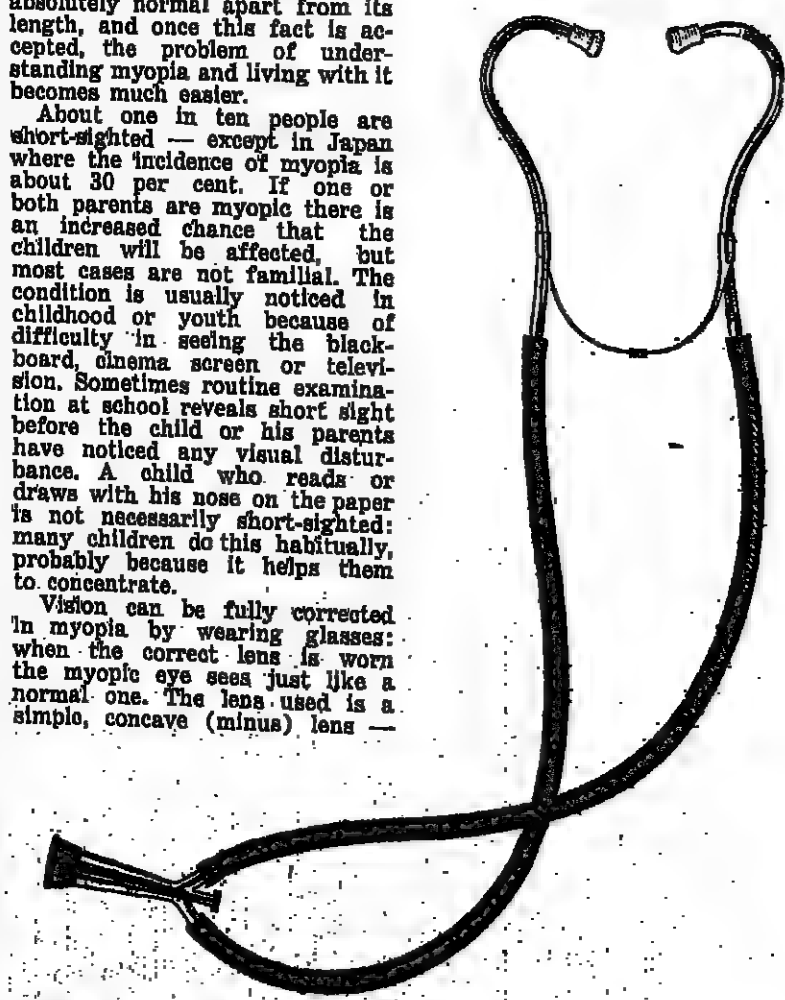 absolutely normal apart from its
length, and once this fact is ac-
cepted, the problem of under-
standing myopia and living with it
becomes much easier.
About one in ten people are
short-sighted — except in Japan
where the incidence of myopia is
about 30 per cent. If one or
both parents are myopic there is
an increased chance that the
children will be affected, but
most cases are not familial. The
condition is usually noticed in
childhood or youth because of
difficulty in seeing the black-
board, cinema screen or televi-
sion. Sometimes routine examina-
tion at school reveals short sight
before the child or his parents
have noticed any visual distur-
bance. A child who reads or
draws with his nose on the paper
is not necessarily short-sighted:
many children do this habitually,
probably because it helps them
to concentrate.
Vision can be fully corrected
in myopia by wearing glasses:
when the correct lens is worn
the myopic eye sees just like a
normal one. The lens used is a
simple, concave (minus) lens —